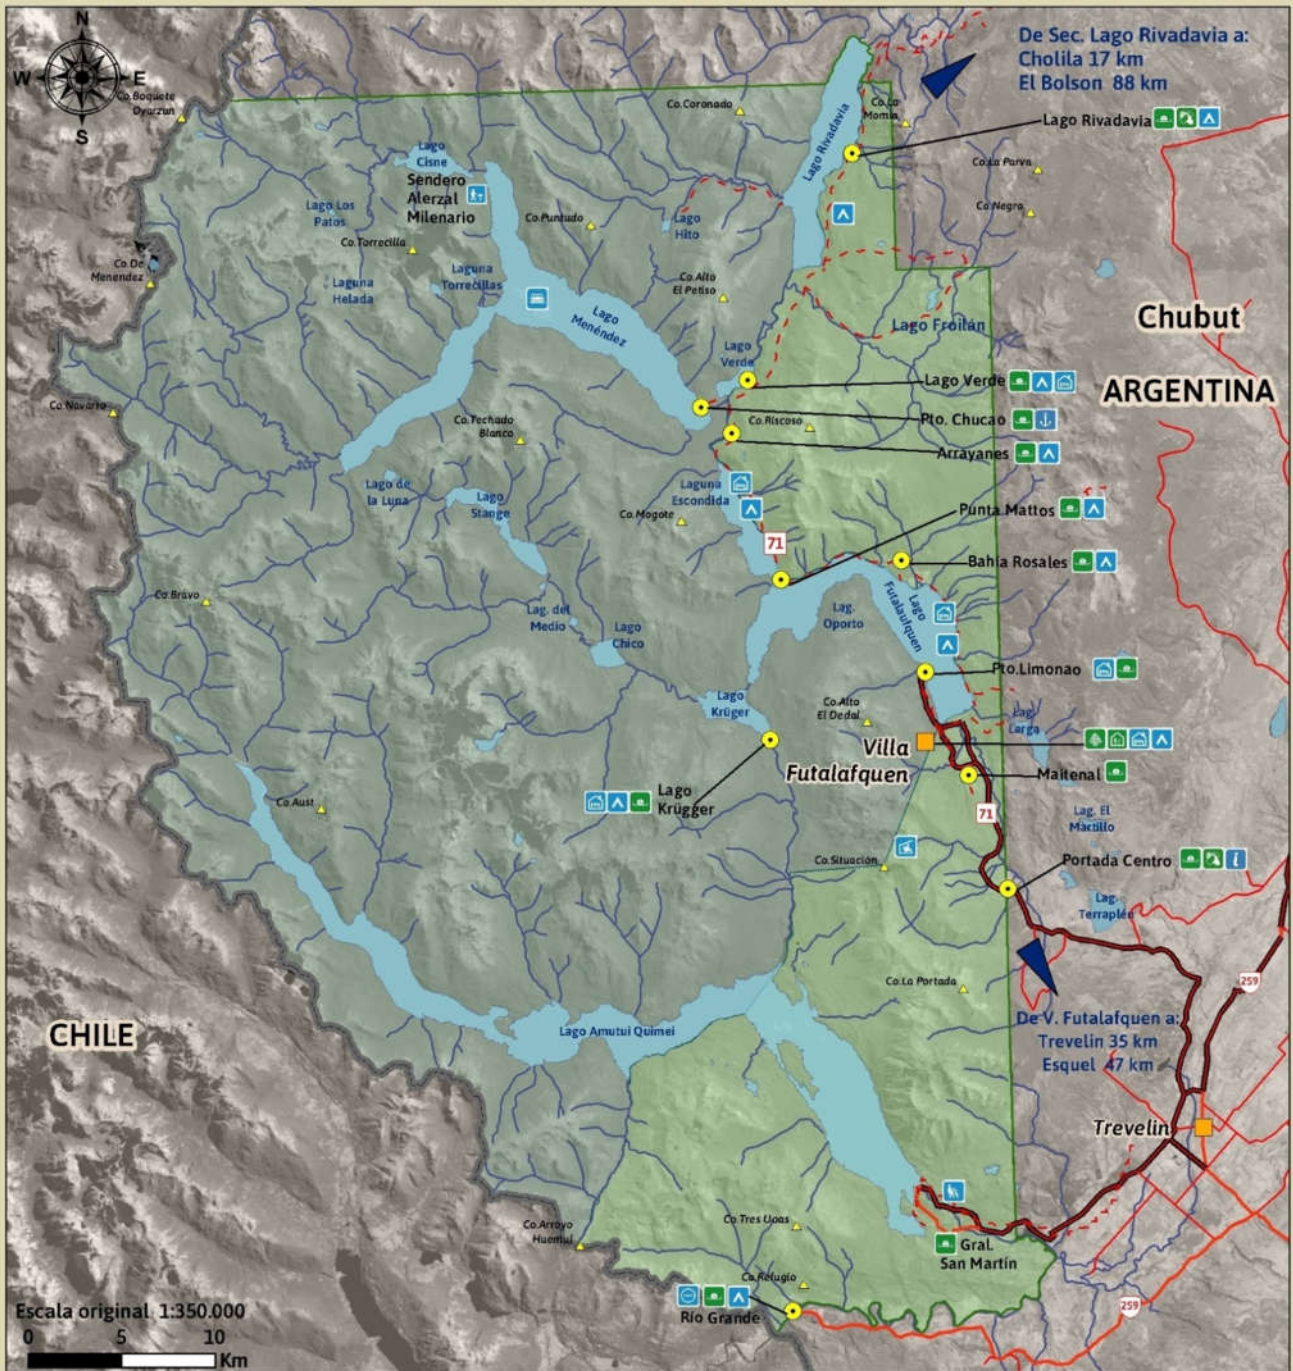 N
W
E
S
De Sec. Lago Rivadavia a:
Cholila 17 km
El Bolson 88 km
Co.Boquete
Oyarzun
Co.Coronado
Co.La
Momia
Lago Rivadavia
Lago Rivadavia
Co.La Parva
Co.Negro
Lago
Cisne
Sendero
Alerzal
Milenario
Lago Los
Patos
Co.Puntudo
Lago
Hito
Co.Torrecilla
Co.De
Menendez
Laguna
Helada
Laguna
Torrecillas
Co.Alto
El Petiso
Lago
Menéndez
Lago Froilán
Chubut
ARGENTINA
Lago
Verde
Lago Verde
Co.Navarro
Co.Techado
Blanco
Co.Riscoso
Pto. Chucao
Arrayanes
Lago de
la Luna
Lago
Stange
Laguna
Escondida
Co.Mogote
Punta Mattos
71
Bahía Rosales
Co.Bravo
Lag. del
Medio
Lago
Chico
Lag.
Oporto
Lago
Futalaufquen
Pto.Limonao
Lago
Krüger
Co.Alto
El Dedal
Lag.
Larga
Villa
Futalafquen
Maitenal
Lago
Krügger
Co.Aust
71
Lag. El
Martillo
Co.Situación
Portada Centro
Lag.
Terraplén
Co.La Portada
259
CHILE
Lago Amutui Quimei
De V. Futalafquen a:
Trevelin 35 km
Esquel 47 km
Trevelin
Co.Arroyo
Huemul
Co.Tres Uoas
Gral.
San Martín
Co.Refugio
Río Grande
259
Escala original 1:350.000
0 5 10
Km